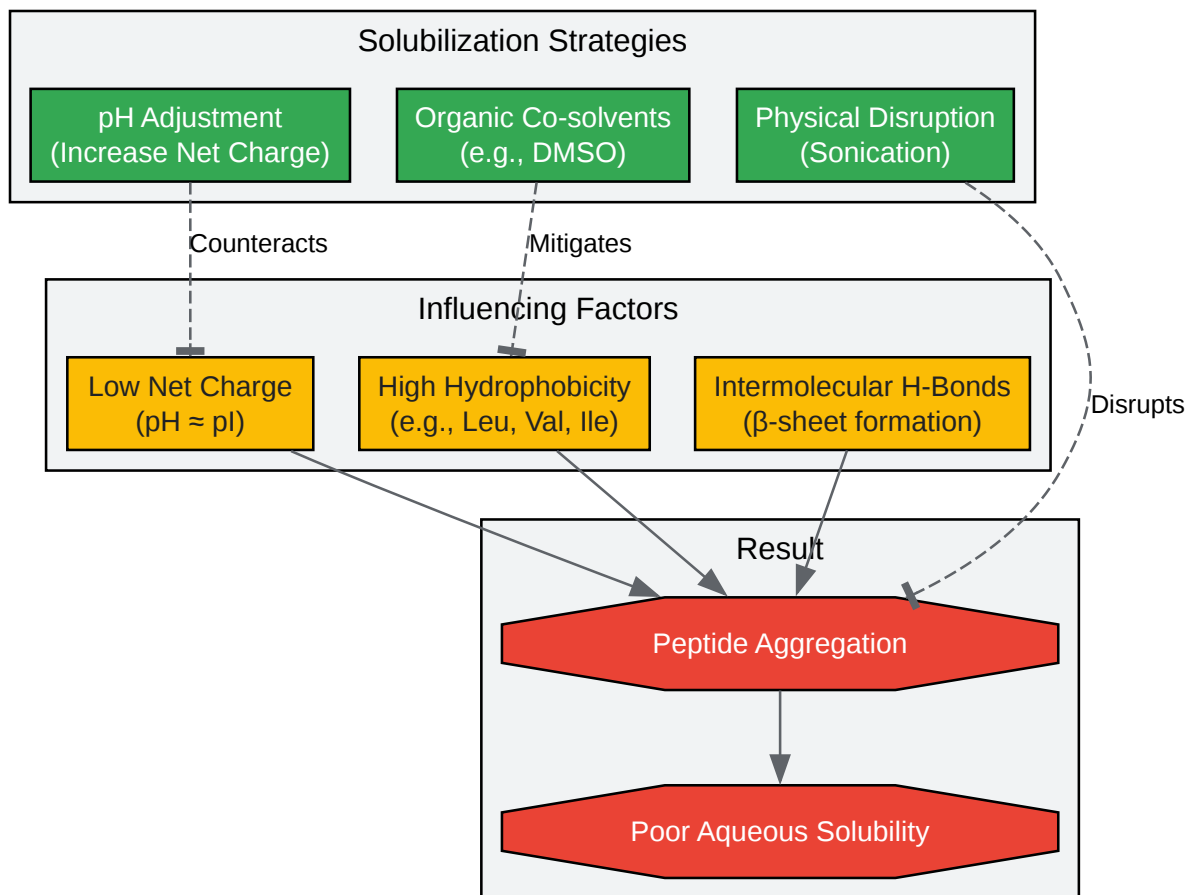 Solubilization Strategies
pH Adjustment
(Increase Net Charge)
Organic Co-solvents
(e.g., DMSO)
Physical Disruption
(Sonication)
Counteracts
Mitigates
Influencing Factors
Low Net Charge
(pH ≈ pI)
High Hydrophobicity
(e.g., Leu, Val, Ile)
Intermolecular H-Bonds
(β-sheet formation)
Disrupts
Result
Peptide Aggregation
Poor Aqueous Solubility